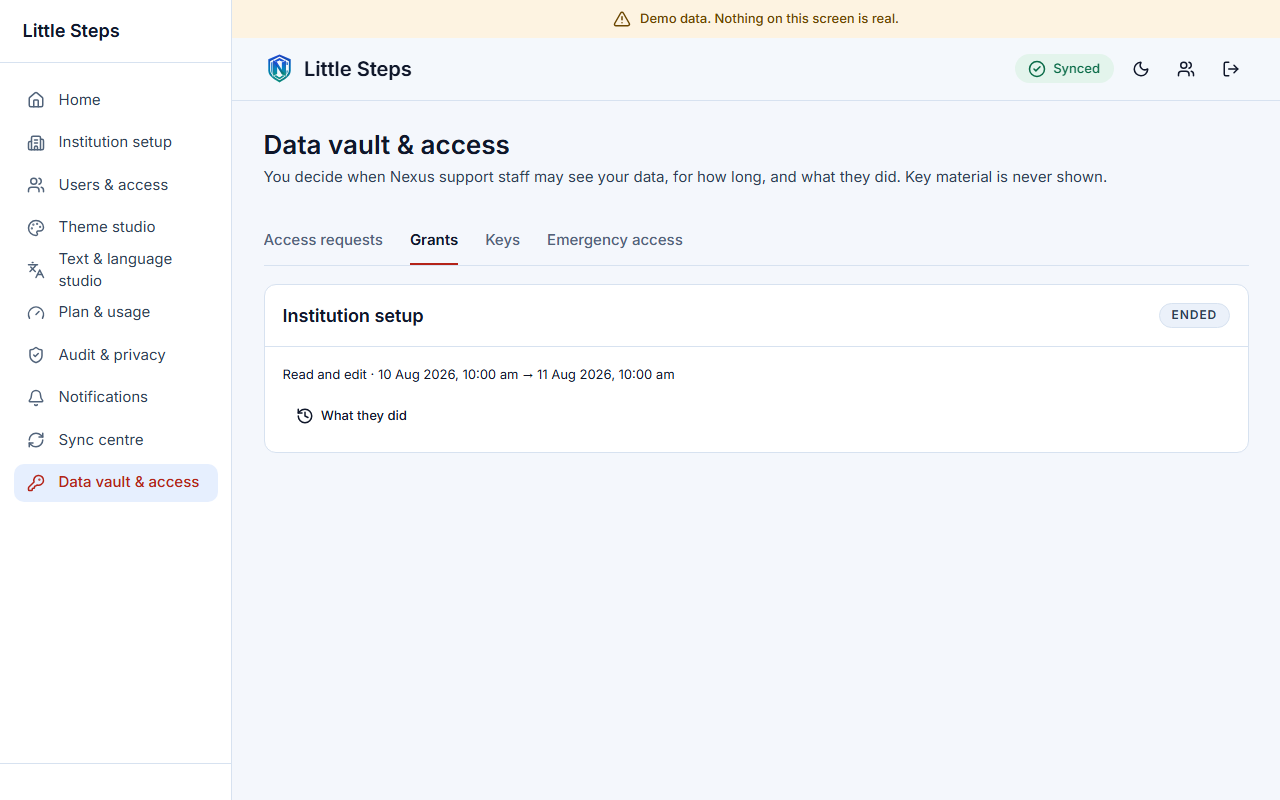 Little Steps
Demo data. Nothing on this screen is real.
Little Steps
Synced
Home
Institution setup
Users & access
Theme studio
Text & language
studio
Plan & usage
Audit & privacy
Notifications
Sync centre
Data vault & access
Data vault & access
You decide when Nexus support staff may see your data, for how long, and what they did. Key material is never shown.
Access requests
Grants
Keys
Emergency access
Institution setup
ENDED
Read and edit · 10 Aug 2026, 10:00 am → 11 Aug 2026, 10:00 am
What they did